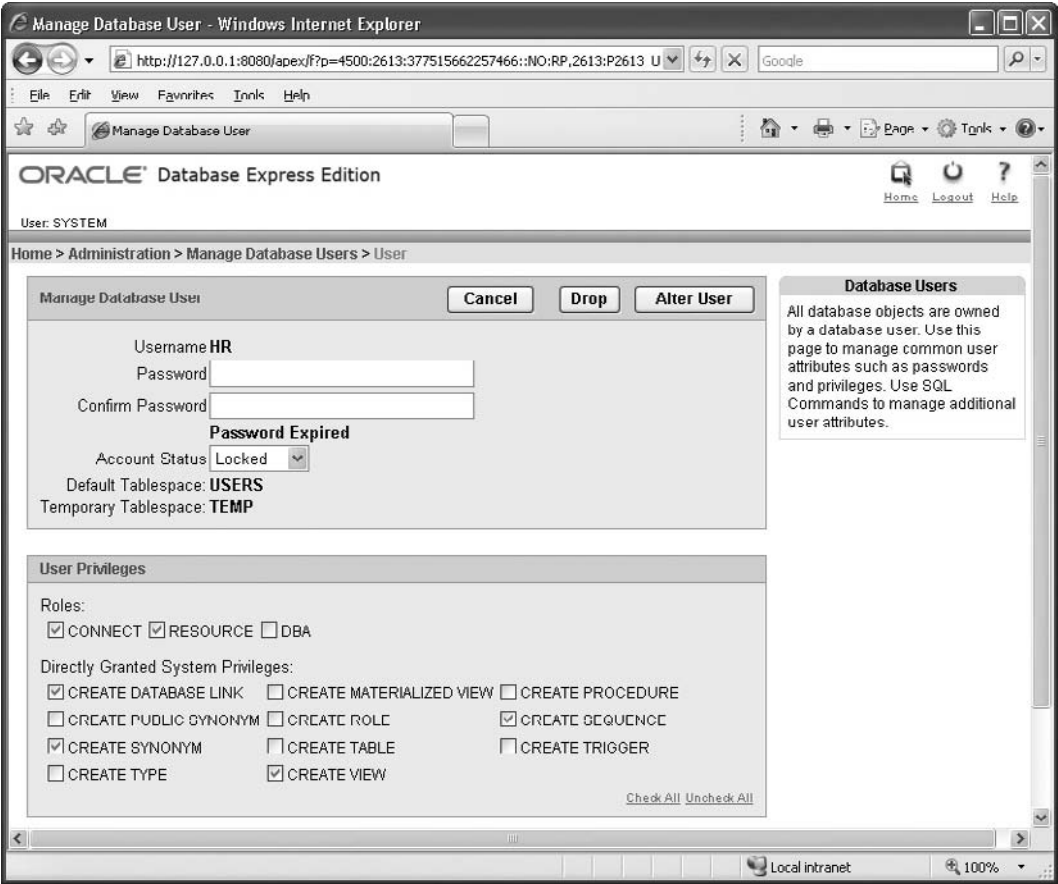 Manage Database User - Windows Internet Explorer
http://127.0.0.1:8080/apex/f?p=4500:2613:377515662257466::NO:RP,2613:P2613_U
Google
File Edit View Favorites Tools Help
Manage Database User
Page Tools
ORACLE Database Express Edition
Home Logout Help
User: SYSTEM
Home > Administration > Manage Database Users > User
Manage Database User
Cancel Drop Alter User
Username HR
Password
Confirm Password
Password Expired
Account Status Locked
Default Tablespace: USERS
Temporary Tablespace: TEMP
Database Users
All database objects are owned
by a database user. Use this
page to manage common user
attributes such as passwords
and privileges. Use SQL
Commands to manage additional
user attributes.
User Privileges
Roles:
CONNECT RESOURCE DBA
Directly Granted System Privileges:
CREATE DATABASE LINK CREATE MATERIALIZED VIEW CREATE PROCEDURE
CREATE PUBLIC SYNONYM CREATE ROLE CREATE SEQUENCE
CREATE SYNONYM CREATE TABLE CREATE TRIGGER
CREATE TYPE CREATE VIEW
Check All Uncheck All
Local intranet 100%